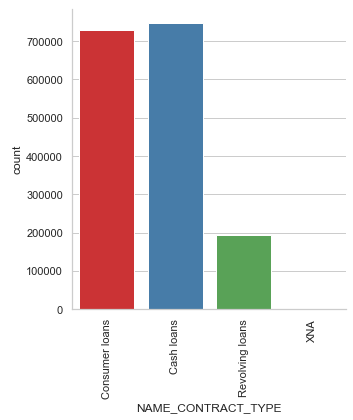 700000
600000
500000
400000
300000
200000
100000
0
count
Consumer loans
Cash loans
Revolving loans
XNA
NAME_CONTRACT_TYPE